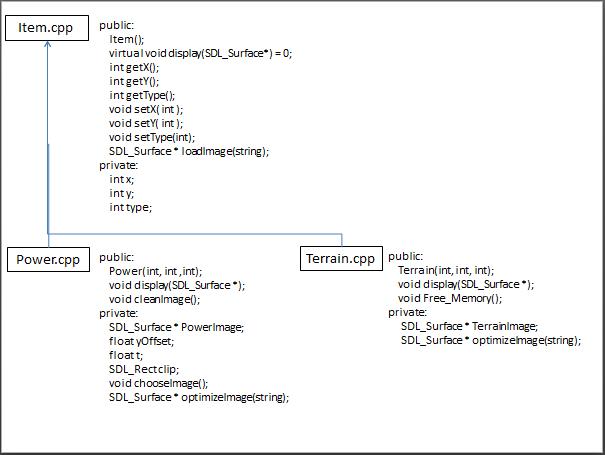 Item.cpp
public:
Item();
virtual void display(SDL_Surface*) = 0;
int getX();
int getY();
int getType();
void setX( int );
void setY( int );
void setType(int);
SDL_Surface * loadImage(string);
private:
int x;
int y;
int type;
Power.cpp
public:
Power(int, int ,int);
void display(SDL_Surface *);
void cleanImage();
private:
SDL_Surface * PowerImage;
float yOffset;
float t;
SDL_Rect clip;
void chooseImage();
SDL_Surface * optimizeImage(string);
Terrain.cpp
public:
Terrain(int, int, int);
void display(SDL_Surface *);
void Free_Memory();
private:
SDL_Surface * TerrainImage;
SDL_Surface * optimizeImage(string);